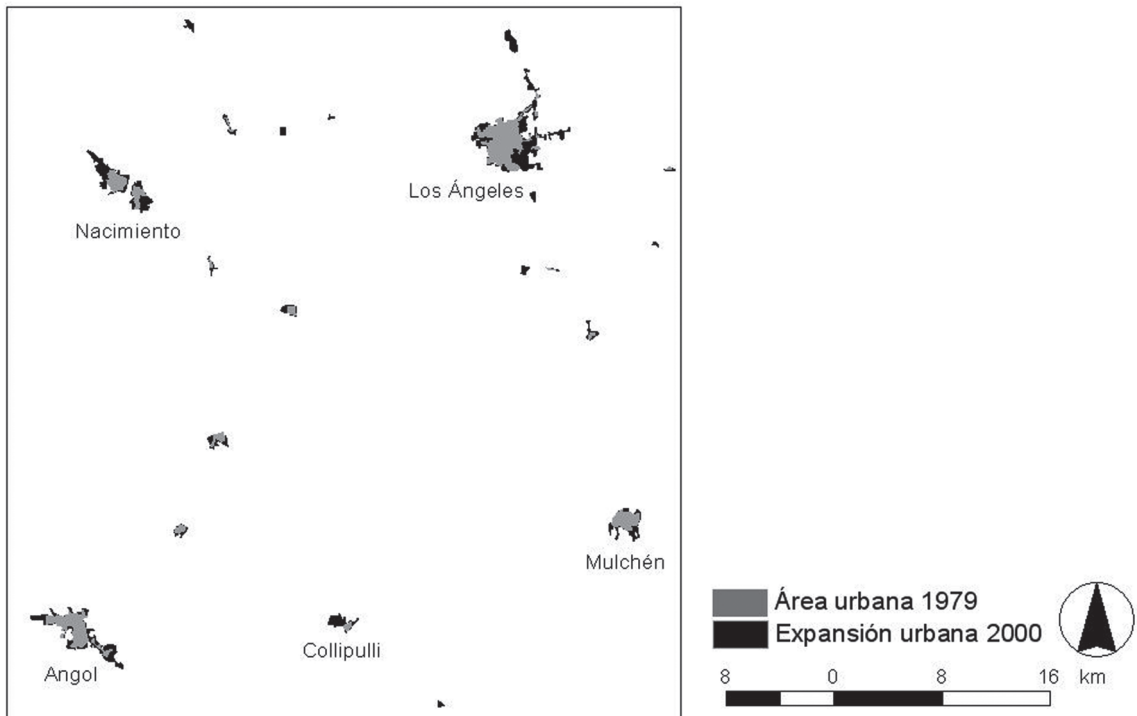 Los Ángeles
Nacimiento
Mulchén
Collipulli
Angol
Área urbana 1979
Expansión urbana 2000
8 0 8 16 km